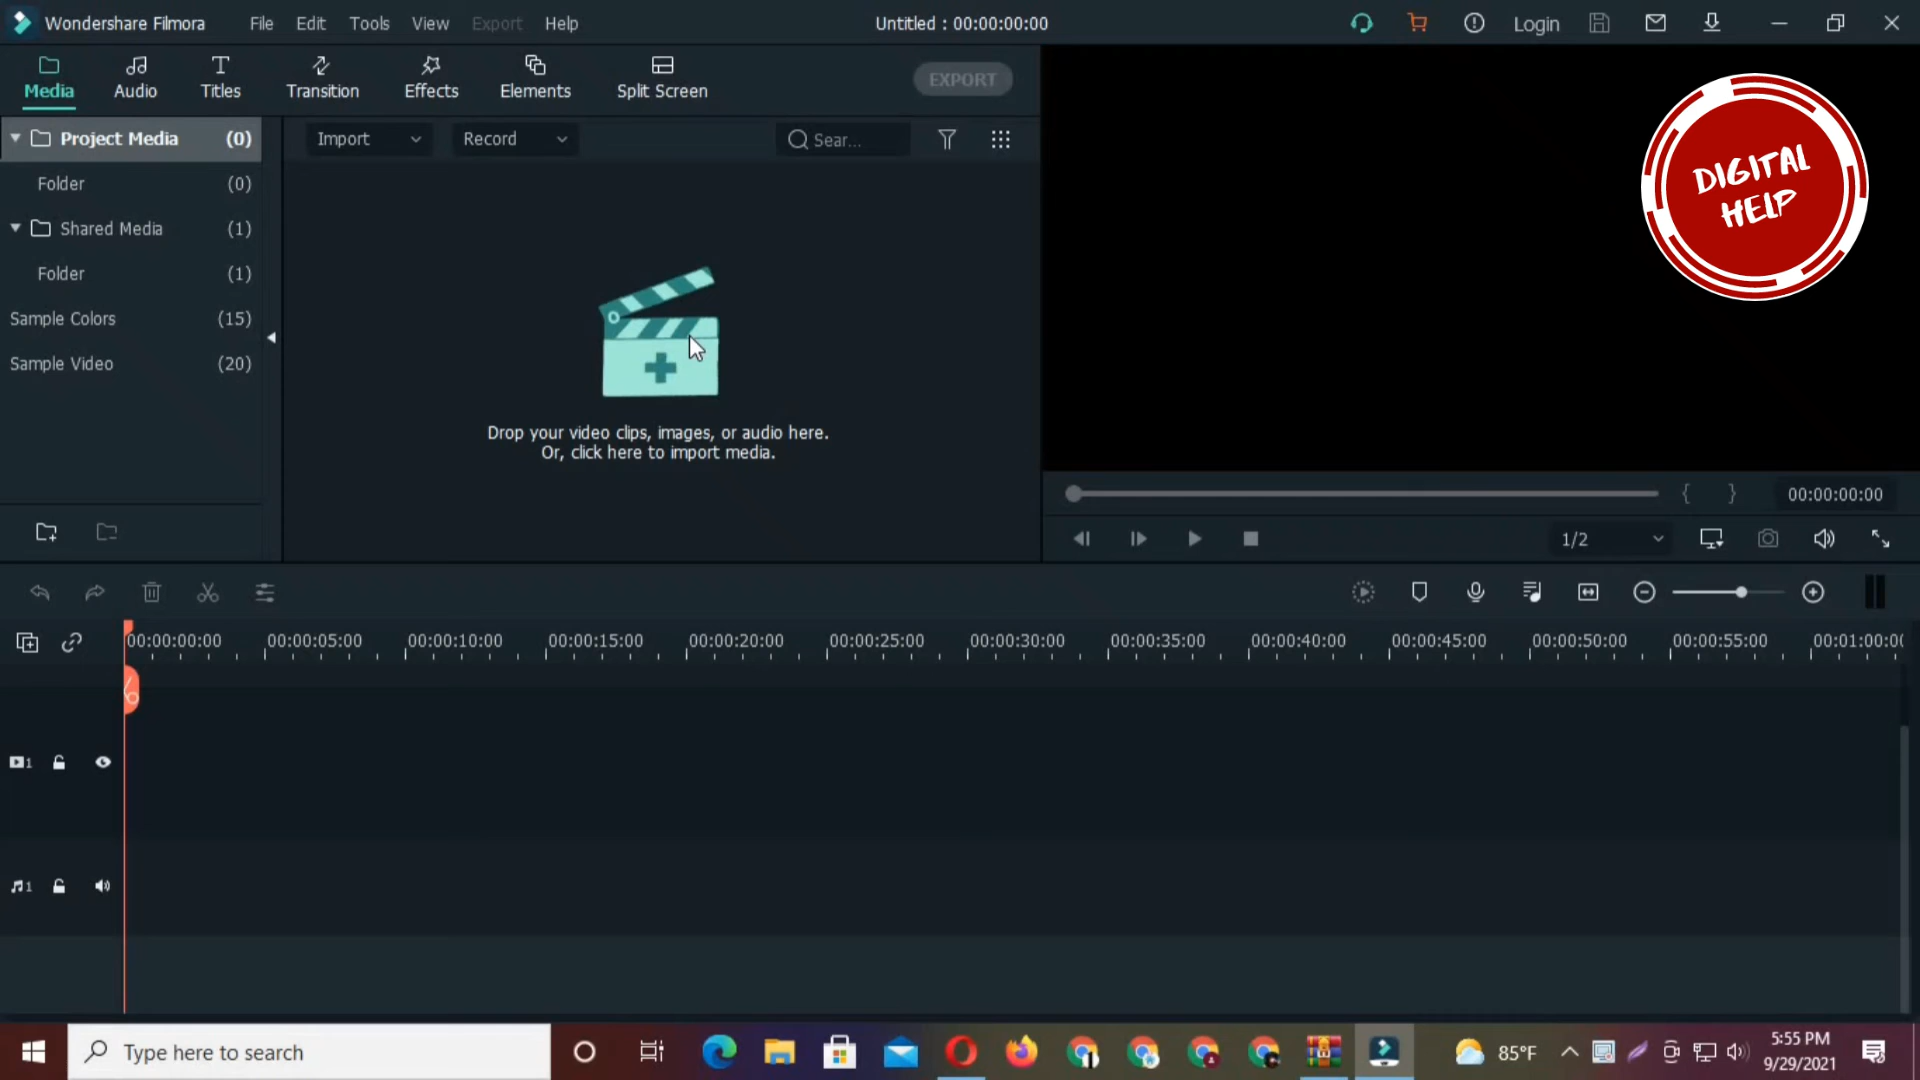 Wondershare Filmora File Edit Tools View Export Help Untitled : 00:00:00:00 Login
Media Audio Titles Transition Effects Elements Split Screen EXPORT
Project Media (0)
Folder (0)
Shared Media (1)
Folder (1)
Sample Colors (15)
Sample Video (20)
Import Record Sear...
Drop your video clips, images, or audio here.
Or, click here to import media.
DIGITAL
HELP
{ } 00:00:00:00
1/2
00:00:00:00 00:00:05:00 00:00:10:00 00:00:15:00 00:00:20:00 00:00:25:00 00:00:30:00 00:00:35:00 00:00:40:00 00:00:45:00 00:00:50:00 00:00:55:00 00:01:00:0(
1
1
Type here to search
85°F
5:55 PM
9/29/2021